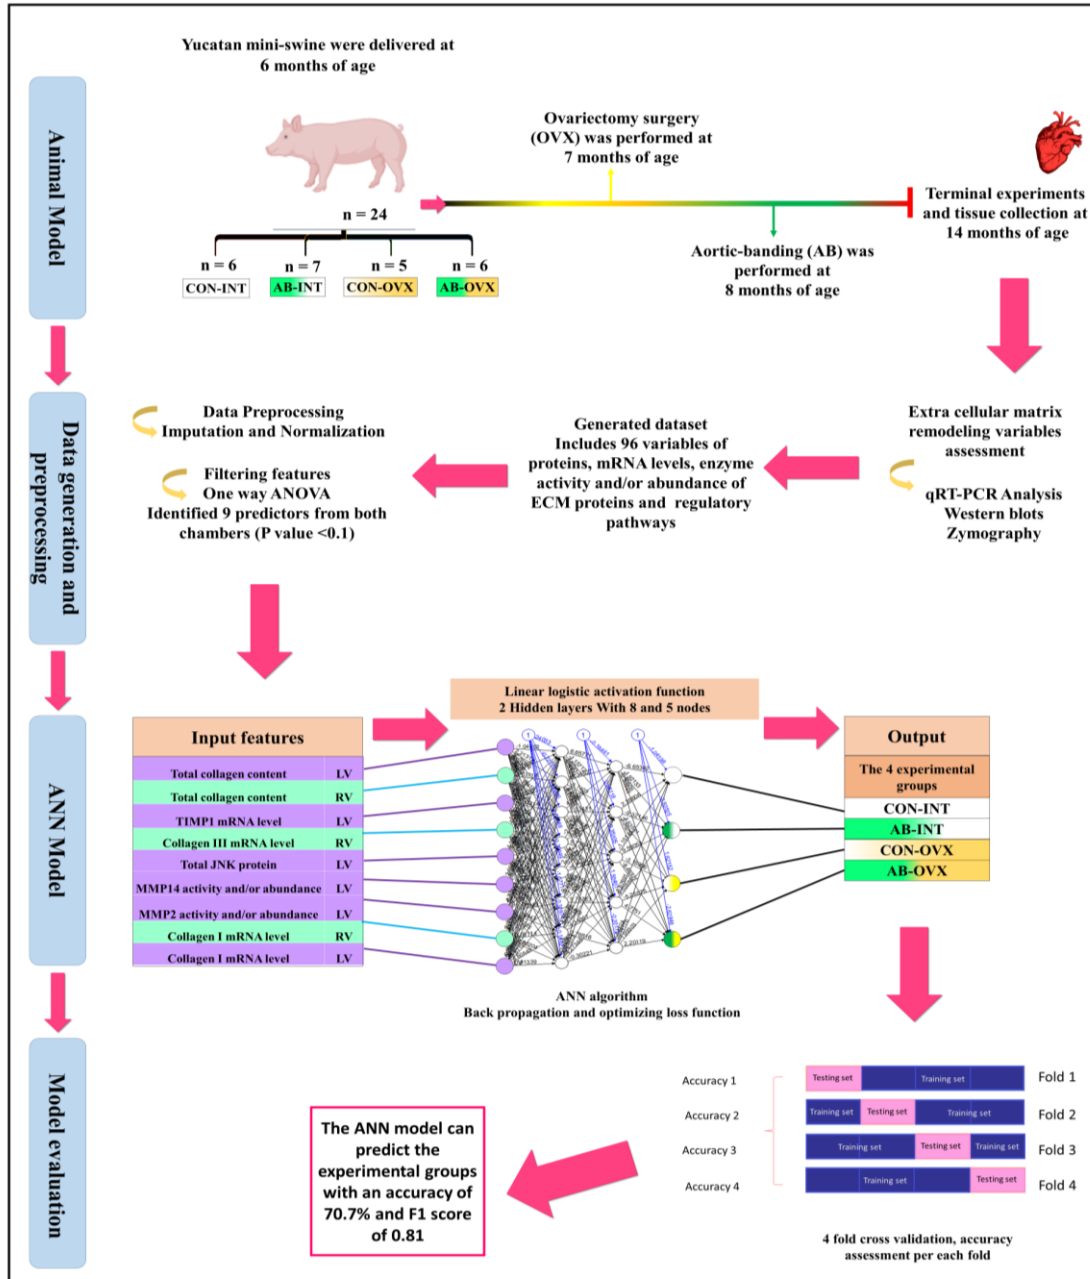 Yucatan mini-swine were delivered at
6 months of age
Animal Model
n = 24
n = 6
n = 7
n = 5
n = 6
CON-INT
AB-INT
CON-OVX
AB-OVX
Ovariectomy surgery
(OVX) was performed at
7 months of age
Aortic-banding (AB) was
performed at
8 months of age
Terminal experiments
and tissue collection at
14 months of age
Data generation and
preprocessing
Extra cellular matrix
remodeling variables
assessment
qRT-PCR Analysis
Western blots
Zymography
Generated dataset
Includes 96 variables of
proteins, mRNA levels, enzyme
activity and/or abundance of
ECM proteins and regulatory
pathways
Data Preprocessing
Imputation and Normalization
Filtering features
One way ANOVA
Identified 9 predictors from both
chambers (P value <0.1)
ANN Model
Input features
Total collagen content LV
Total collagen content RV
TIMP1 mRNA level LV
Collagen III mRNA level RV
Total JNK protein LV
MMP14 activity and/or abundance LV
MMP2 activity and/or abundance LV
Collagen I mRNA level RV
Collagen I mRNA level LV
Linear logistic activation function
2 Hidden layers With 8 and 5 nodes
1
1
1
ANN algorithm
Back propagation and optimizing loss function
Output
The 4 experimental
groups
CON-INT
AB-INT
CON-OVX
AB-OVX
Model evaluation
Accuracy 1
Testing set
Training set
Fold 1
Accuracy 2
Training set
Testing set
Training set
Fold 2
Accuracy 3
Training set
Testing set
Training set
Fold 3
Accuracy 4
Training set
Testing set
Fold 4
4 fold cross validation, accuracy
assessment per each fold
The ANN model can
predict the
experimental groups
with an accuracy of
70.7% and F1 score
of 0.81